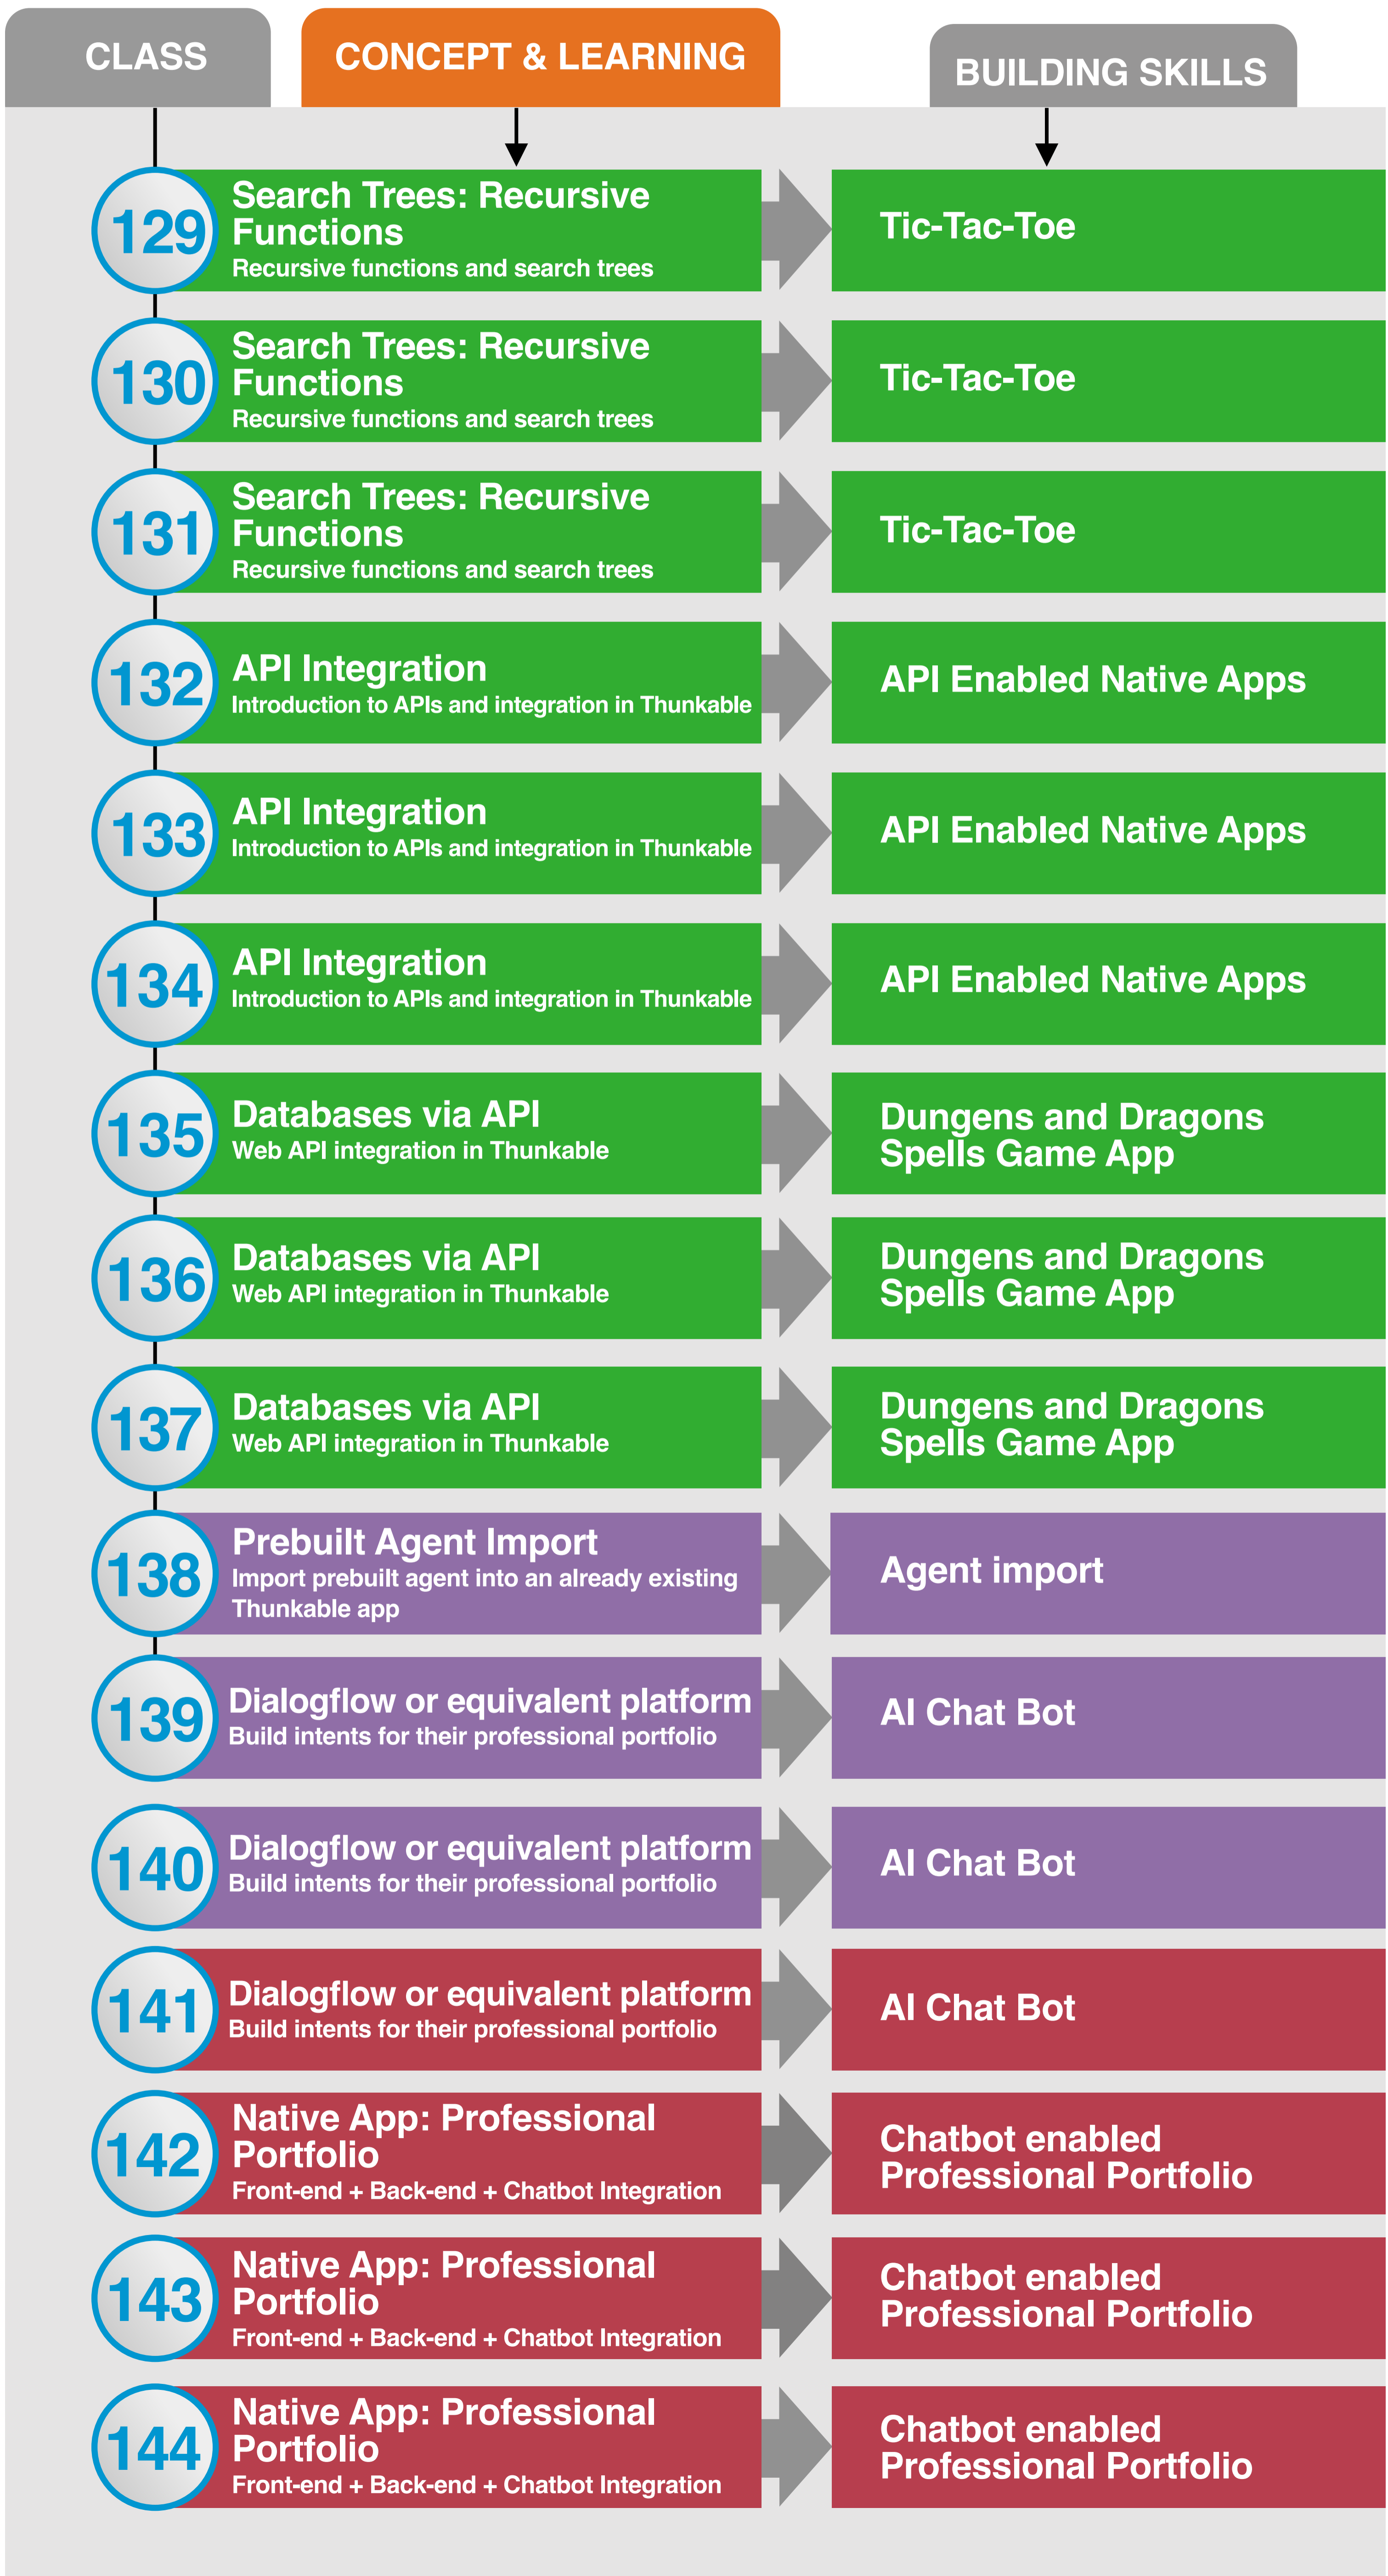 CLASS
CONCEPT & LEARNING
BUILDING SKILLS
129
Search Trees: Recursive
Functions
Recursive functions and search trees
Tic-Tac-Toe
130
Search Trees: Recursive
Functions
Recursive functions and search trees
Tic-Tac-Toe
131
Search Trees: Recursive
Functions
Recursive functions and search trees
Tic-Tac-Toe
132
API Integration
Introduction to APIs and integration in Thunkable
API Enabled Native Apps
133
API Integration
Introduction to APIs and integration in Thunkable
API Enabled Native Apps
134
API Integration
Introduction to APIs and integration in Thunkable
API Enabled Native Apps
135
Databases via API
Web API integration in Thunkable
Dungens and Dragons
Spells Game App
136
Databases via API
Web API integration in Thunkable
Dungens and Dragons
Spells Game App
137
Databases via API
Web API integration in Thunkable
Dungens and Dragons
Spells Game App
138
Prebuilt Agent Import
Import prebuilt agent into an already existing
Thunkable app
Agent import
139
Dialogflow or equivalent platform
Build intents for their professional portfolio
AI Chat Bot
140
Dialogflow or equivalent platform
Build intents for their professional portfolio
AI Chat Bot
141
Dialogflow or equivalent platform
Build intents for their professional portfolio
AI Chat Bot
142
Native App: Professional
Portfolio
Front-end + Back-end + Chatbot Integration
Chatbot enabled
Professional Portfolio
143
Native App: Professional
Portfolio
Front-end + Back-end + Chatbot Integration
Chatbot enabled
Professional Portfolio
144
Native App: Professional
Portfolio
Front-end + Back-end + Chatbot Integration
Chatbot enabled
Professional Portfolio